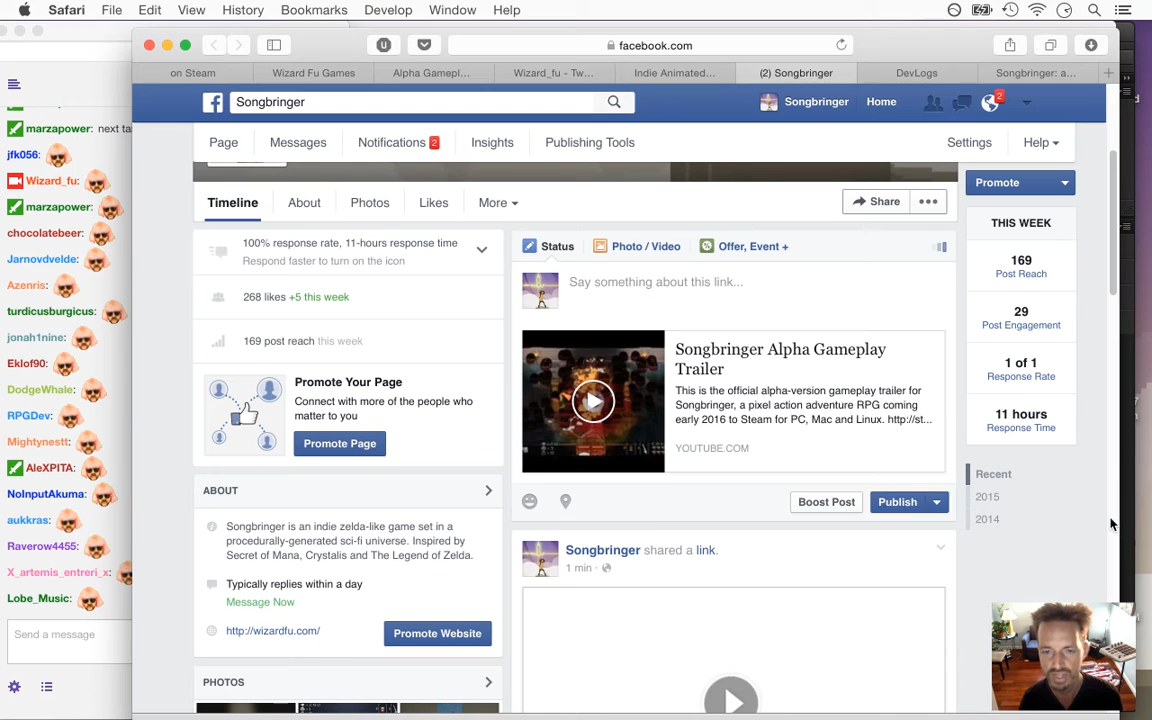 Safari File Edit View History Bookmarks Develop Window Help
facebook.com
on Steam Wizard Fu Games Alpha Gamepl... Wizard_fu - Tw... Indie Animated... (2) Songbringer DevLogs Songbringer: a...
Songbringer
Songbringer Home 2
Page Messages Notifications 2 Insights Publishing Tools Settings Help
Timeline About Photos Likes More
Share
Promote
100% response rate, 11-hours response time
Respond faster to turn on the icon
268 likes +5 this week
169 post reach this week
Promote Your Page
Connect with more of the people who
matter to you
Promote Page
ABOUT
Songbringer is an indie zelda-like game set in a
procedurally-generated sci-fi universe. Inspired by
Secret of Mana, Crystalis and The Legend of Zelda.
Typically replies within a day
Message Now
http://wizardfu.com/
Promote Website
PHOTOS
Status Photo / Video Offer, Event +
Say something about this link...
Songbringer Alpha Gameplay
Trailer
This is the official alpha-version gameplay trailer for
Songbringer, a pixel action adventure RPG coming
early 2016 to Steam for PC, Mac and Linux. http://st...
YOUTUBE.COM
Boost Post Publish
Songbringer shared a link.
1 min
THIS WEEK
169
Post Reach
29
Post Engagement
1 of 1
Response Rate
11 hours
Response Time
Recent
2015
2014
marzapower: next ta
jfk056:
Wizard_fu:
marzapower:
chocolatebeer:
Jarnovdvelde:
Azenris:
turdicusburgicus:
jonah1nine:
Eklof90:
DodgeWhale:
RPGDev:
Mightynestt:
AleXPITA:
NoInputAkuma:
aukkras:
Raverow4455:
X_artemis_entreri_x:
Lobe_Music:
Send a message